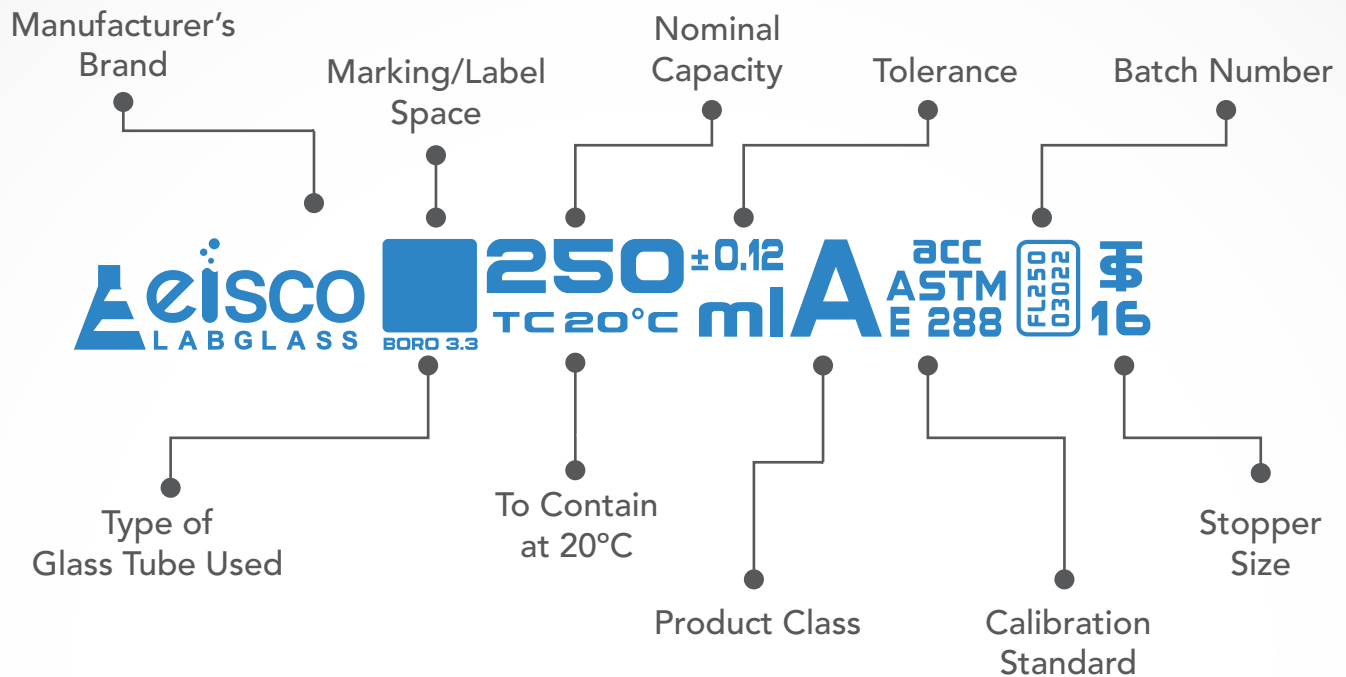 Manufacturer's
Brand
Marking/Label
Space
Nominal
Capacity
Tolerance
Batch Number
eisco
LABGLASS
BORO 3.3
250
±0.12
TC 20°C
ml
A
acc
ASTM
E 288
FL250
03022
TS
16
Type of
Glass Tube Used
To Contain
at 20°C
Product Class
Calibration
Standard
Stopper
Size